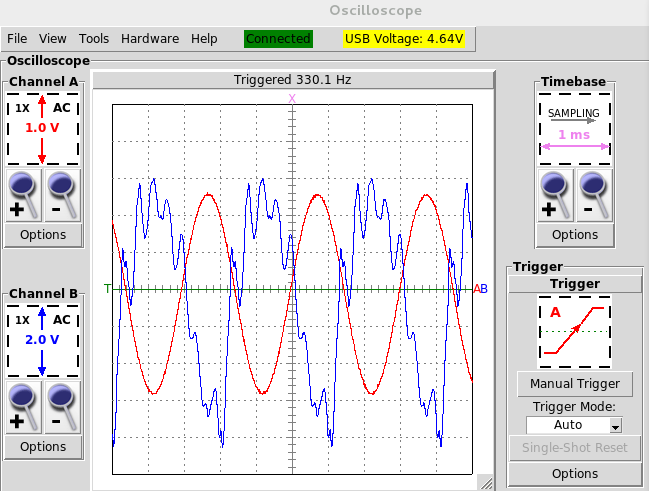 Oscilloscope
File View Tools Hardware Help Connected USB Voltage: 4.64V
Oscilloscope
Channel A
1X AC
1.0 V
+ -
Options
Channel B
1X AC
2.0 V
+ -
Options
Triggered 330.1 Hz
X
T
AB
Timebase
SAMPLING
1 ms
+ -
Options
Trigger
Trigger
A
Manual Trigger
Trigger Mode:
Auto
Single-Shot Reset
Options